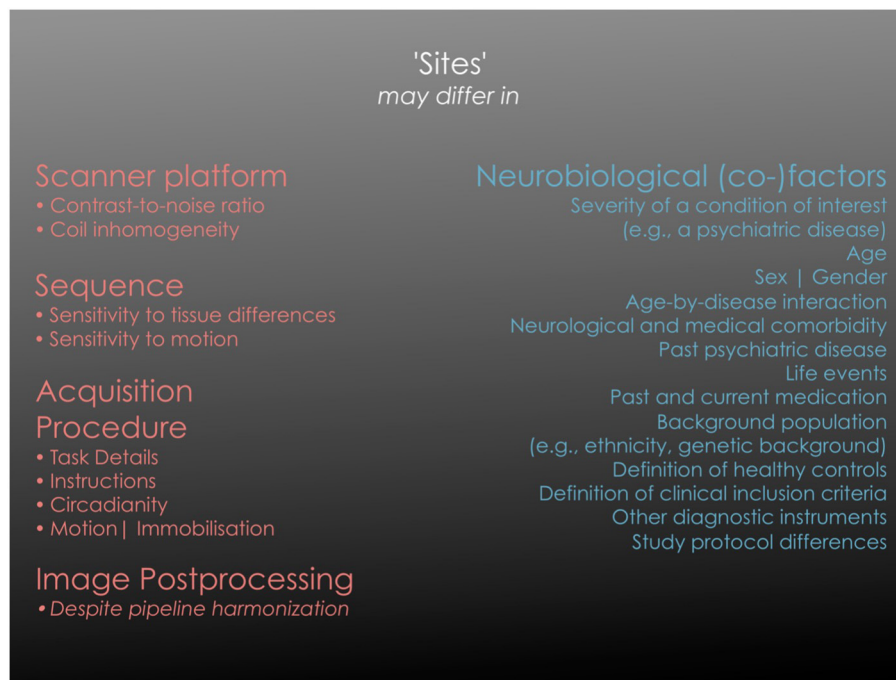 'Sites'
may differ in
Scanner platform
• Contrast-to-noise ratio
• Coil inhomogeneity
Sequence
• Sensitivity to tissue differences
• Sensitivity to motion
Acquisition
Procedure
• Task Details
• Instructions
• Circadianity
• Motion| Immobilisation
Image Postprocessing
• Despite pipeline harmonization
Neurobiological (co-)factors
Severity of a condition of interest
(e.g., a psychiatric disease)
Age
Sex | Gender
Age-by-disease interaction
Neurological and medical comorbidity
Past psychiatric disease
Life events
Past and current medication
Background population
(e.g., ethnicity, genetic background)
Definition of healthy controls
Definition of clinical inclusion criteria
Other diagnostic instruments
Study protocol differences